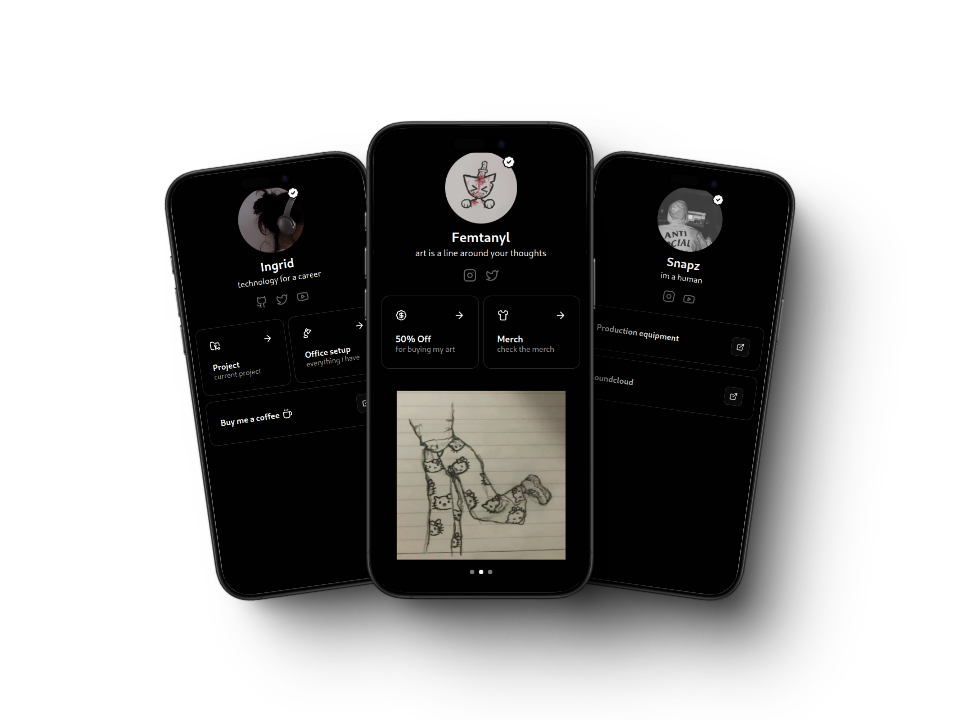 Ingrid
technology for a career
Project
current project
Office setup
everything i have
Buy me a coffee
Femtanyl
art is a line around your thoughts
50% Off
for buying my art
Merch
check the merch
Snapz
im a human
ANTI
SOCIAL
Production equipment
oundcloud